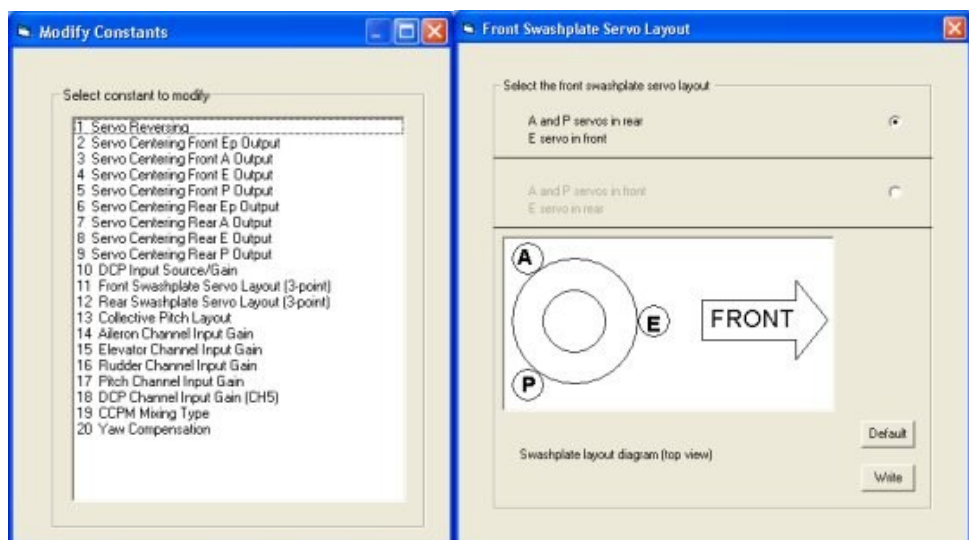 Modify Constants
Select constant to modify
1 Servo Reversing
2 Servo Centering Front Ep Output
3 Servo Centering Front A Output
4 Servo Centering Front E Output
5 Servo Centering Front P Output
6 Servo Centering Rear Ep Output
7 Servo Centering Rear A Output
8 Servo Centering Rear E Output
9 Servo Centering Rear P Output
10 DCP Input Source/Gain
11 Front Swashplate Servo Layout (3-point)
12 Rear Swashplate Servo Layout (3-point)
13 Collective Pitch Layout
14 Aileron Channel Input Gain
15 Elevator Channel Input Gain
16 Rudder Channel Input Gain
17 Pitch Channel Input Gain
18 DCP Channel Input Gain (CH5)
19 CCPM Mixing Type
20 Yaw Compensation
Front Swashplate Servo Layout
Select the front swashplate servo layout
A and P servos in rear
E servo in front
A and P servos in front
E servo in rear
A
E
FRONT
P
Default
Swashplate layout diagram (top view)
Write